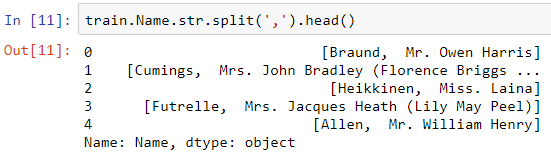 In [11]: train.Name.str.split(',').head()
Out[11]: 0 [Braund, Mr. Owen Harris]
1 [Cumings, Mrs. John Bradley (Florence Briggs ...
2 [Heikkinen, Miss. Laina]
3 [Futrelle, Mrs. Jacques Heath (Lily May Peel)]
4 [Allen, Mr. William Henry]
Name: Name, dtype: object